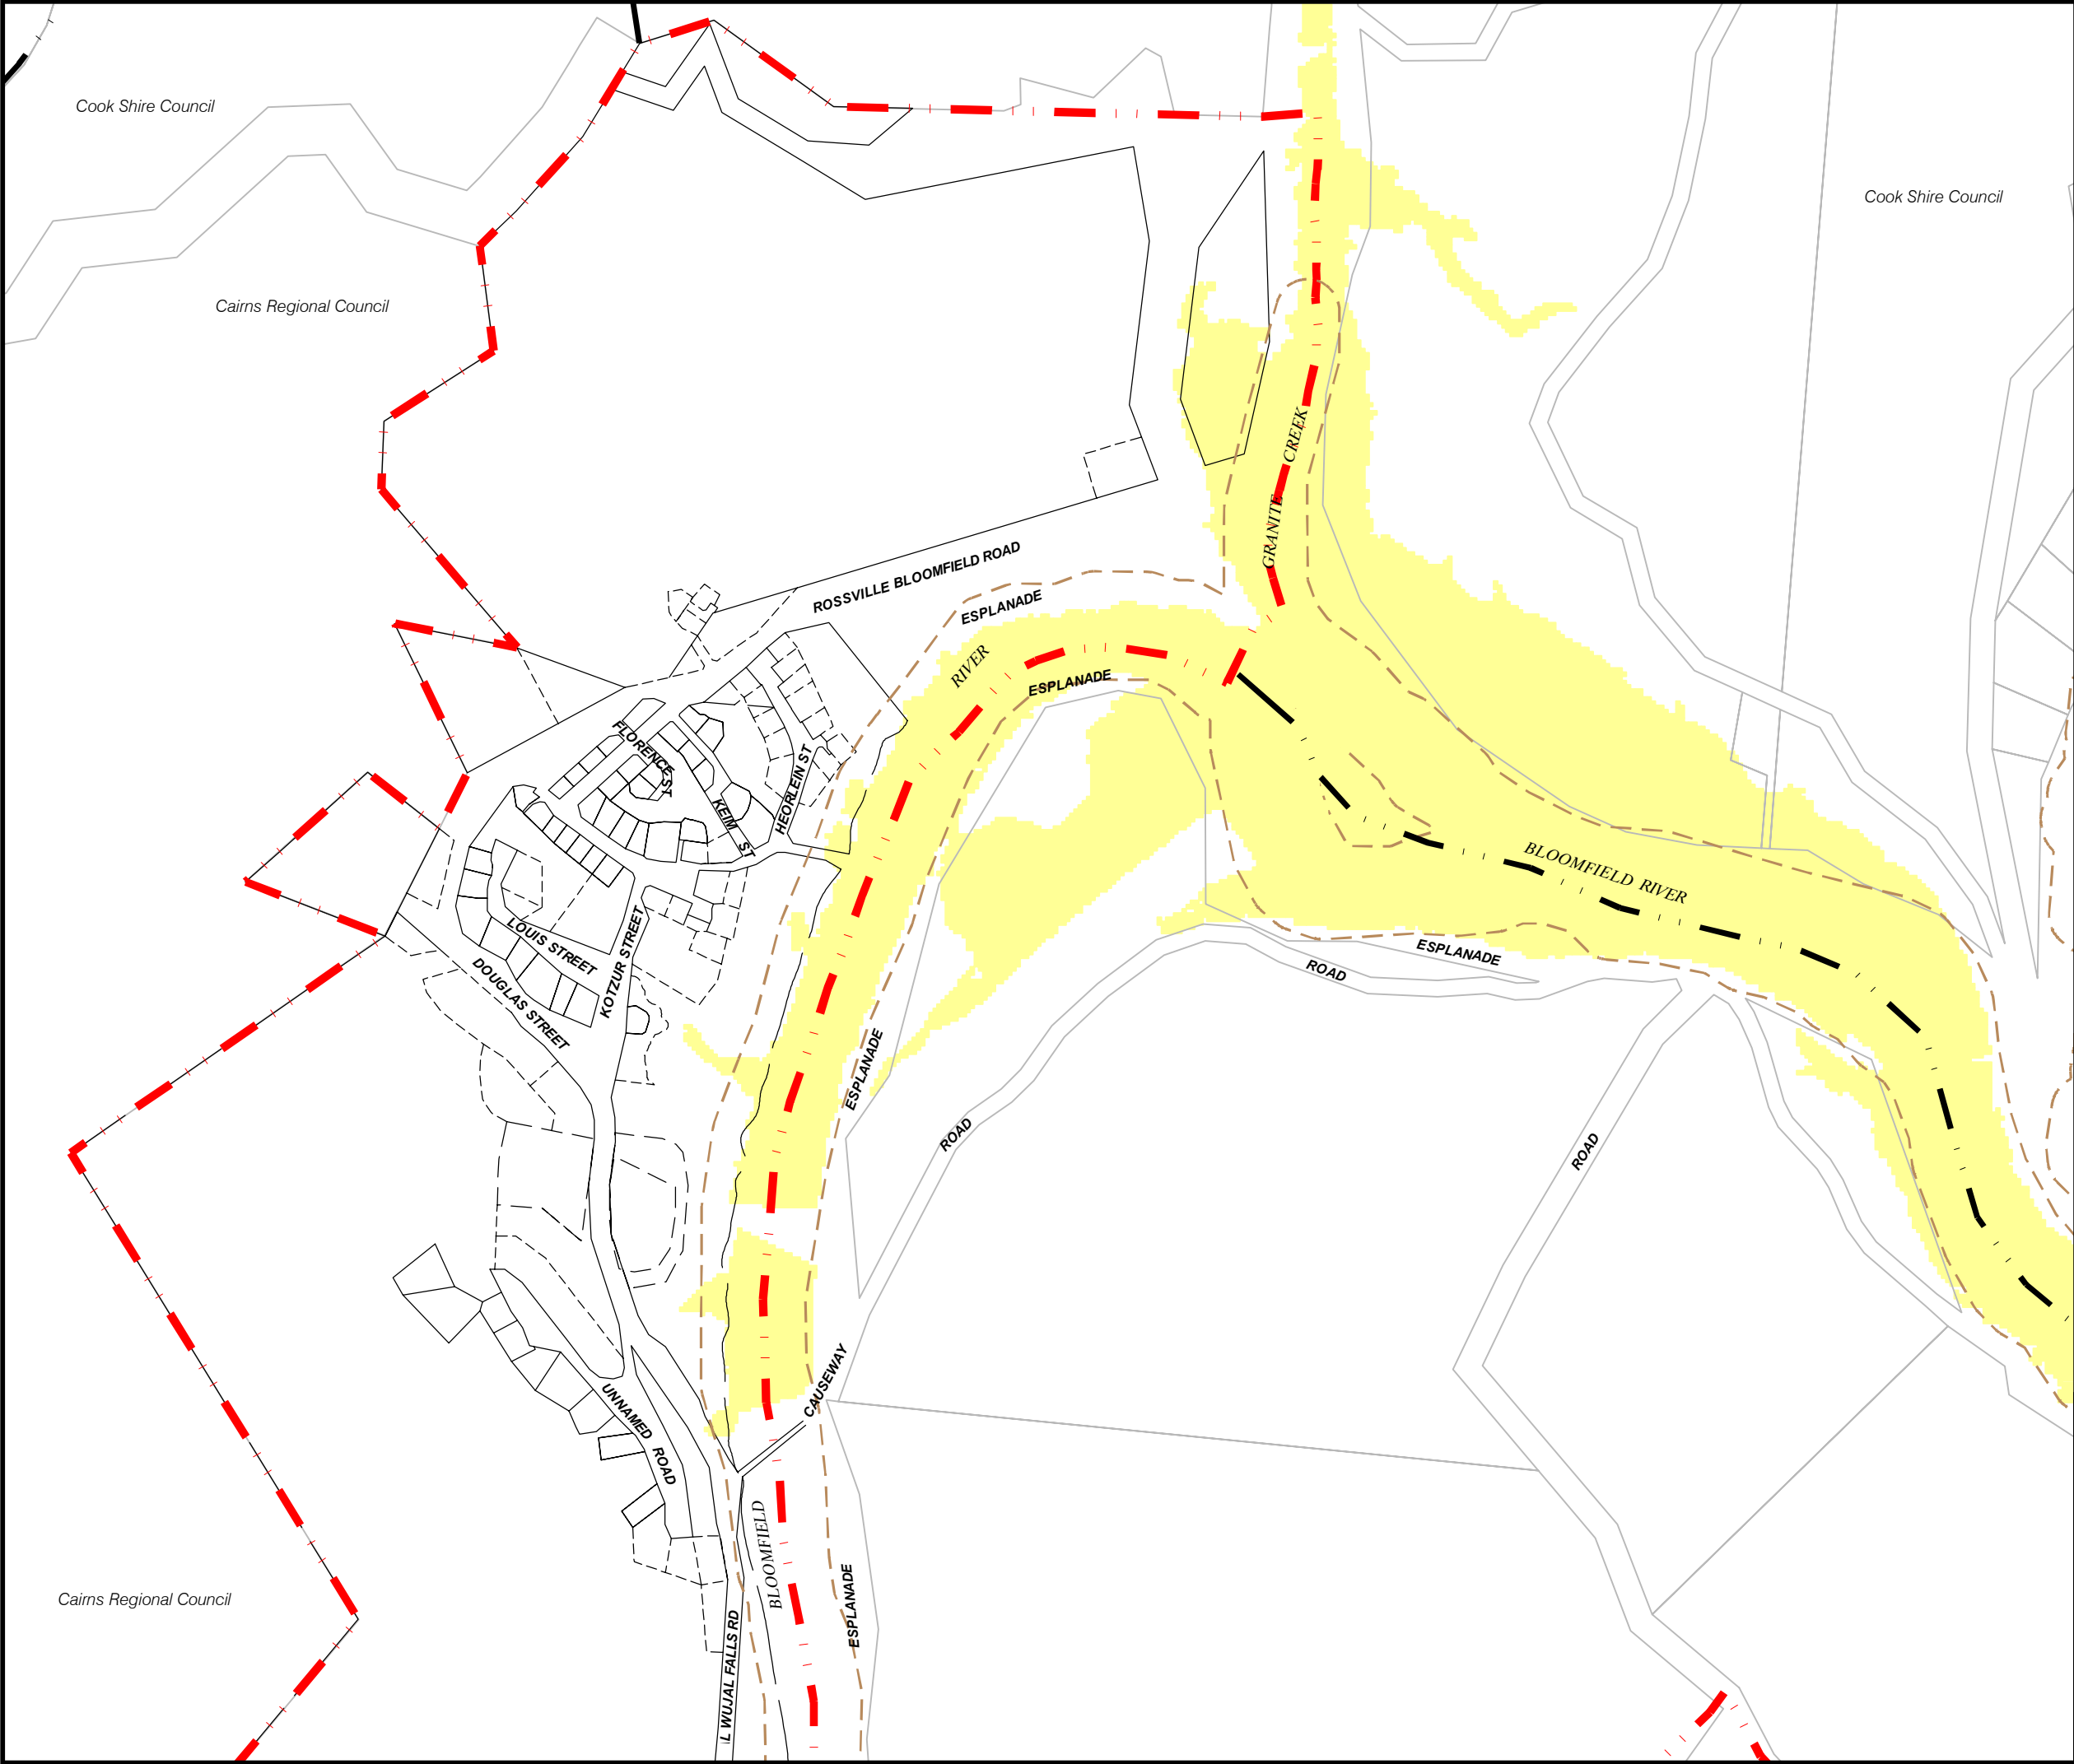 Cook Shire Council
Cook Shire Council
Cairns Regional Council
GRANITE CREEK
ROSSVILLE BLOOMFIELD ROAD
ESPLANADE
RIVER
ESPLANADE
FLORENCE ST
KEIM ST
HEORLEIN ST
BLOOMFIELD RIVER
LOUIS STREET
KOTZUR STREET
DOUGLAS STREET
ESPLANADE
ROAD
ESPLANADE
ROAD
ROAD
CAUSEWAY
UNNAMED ROAD
BLOOMFIELD
ESPLANADE
Cairns Regional Council
L WUJAL FALLS RD